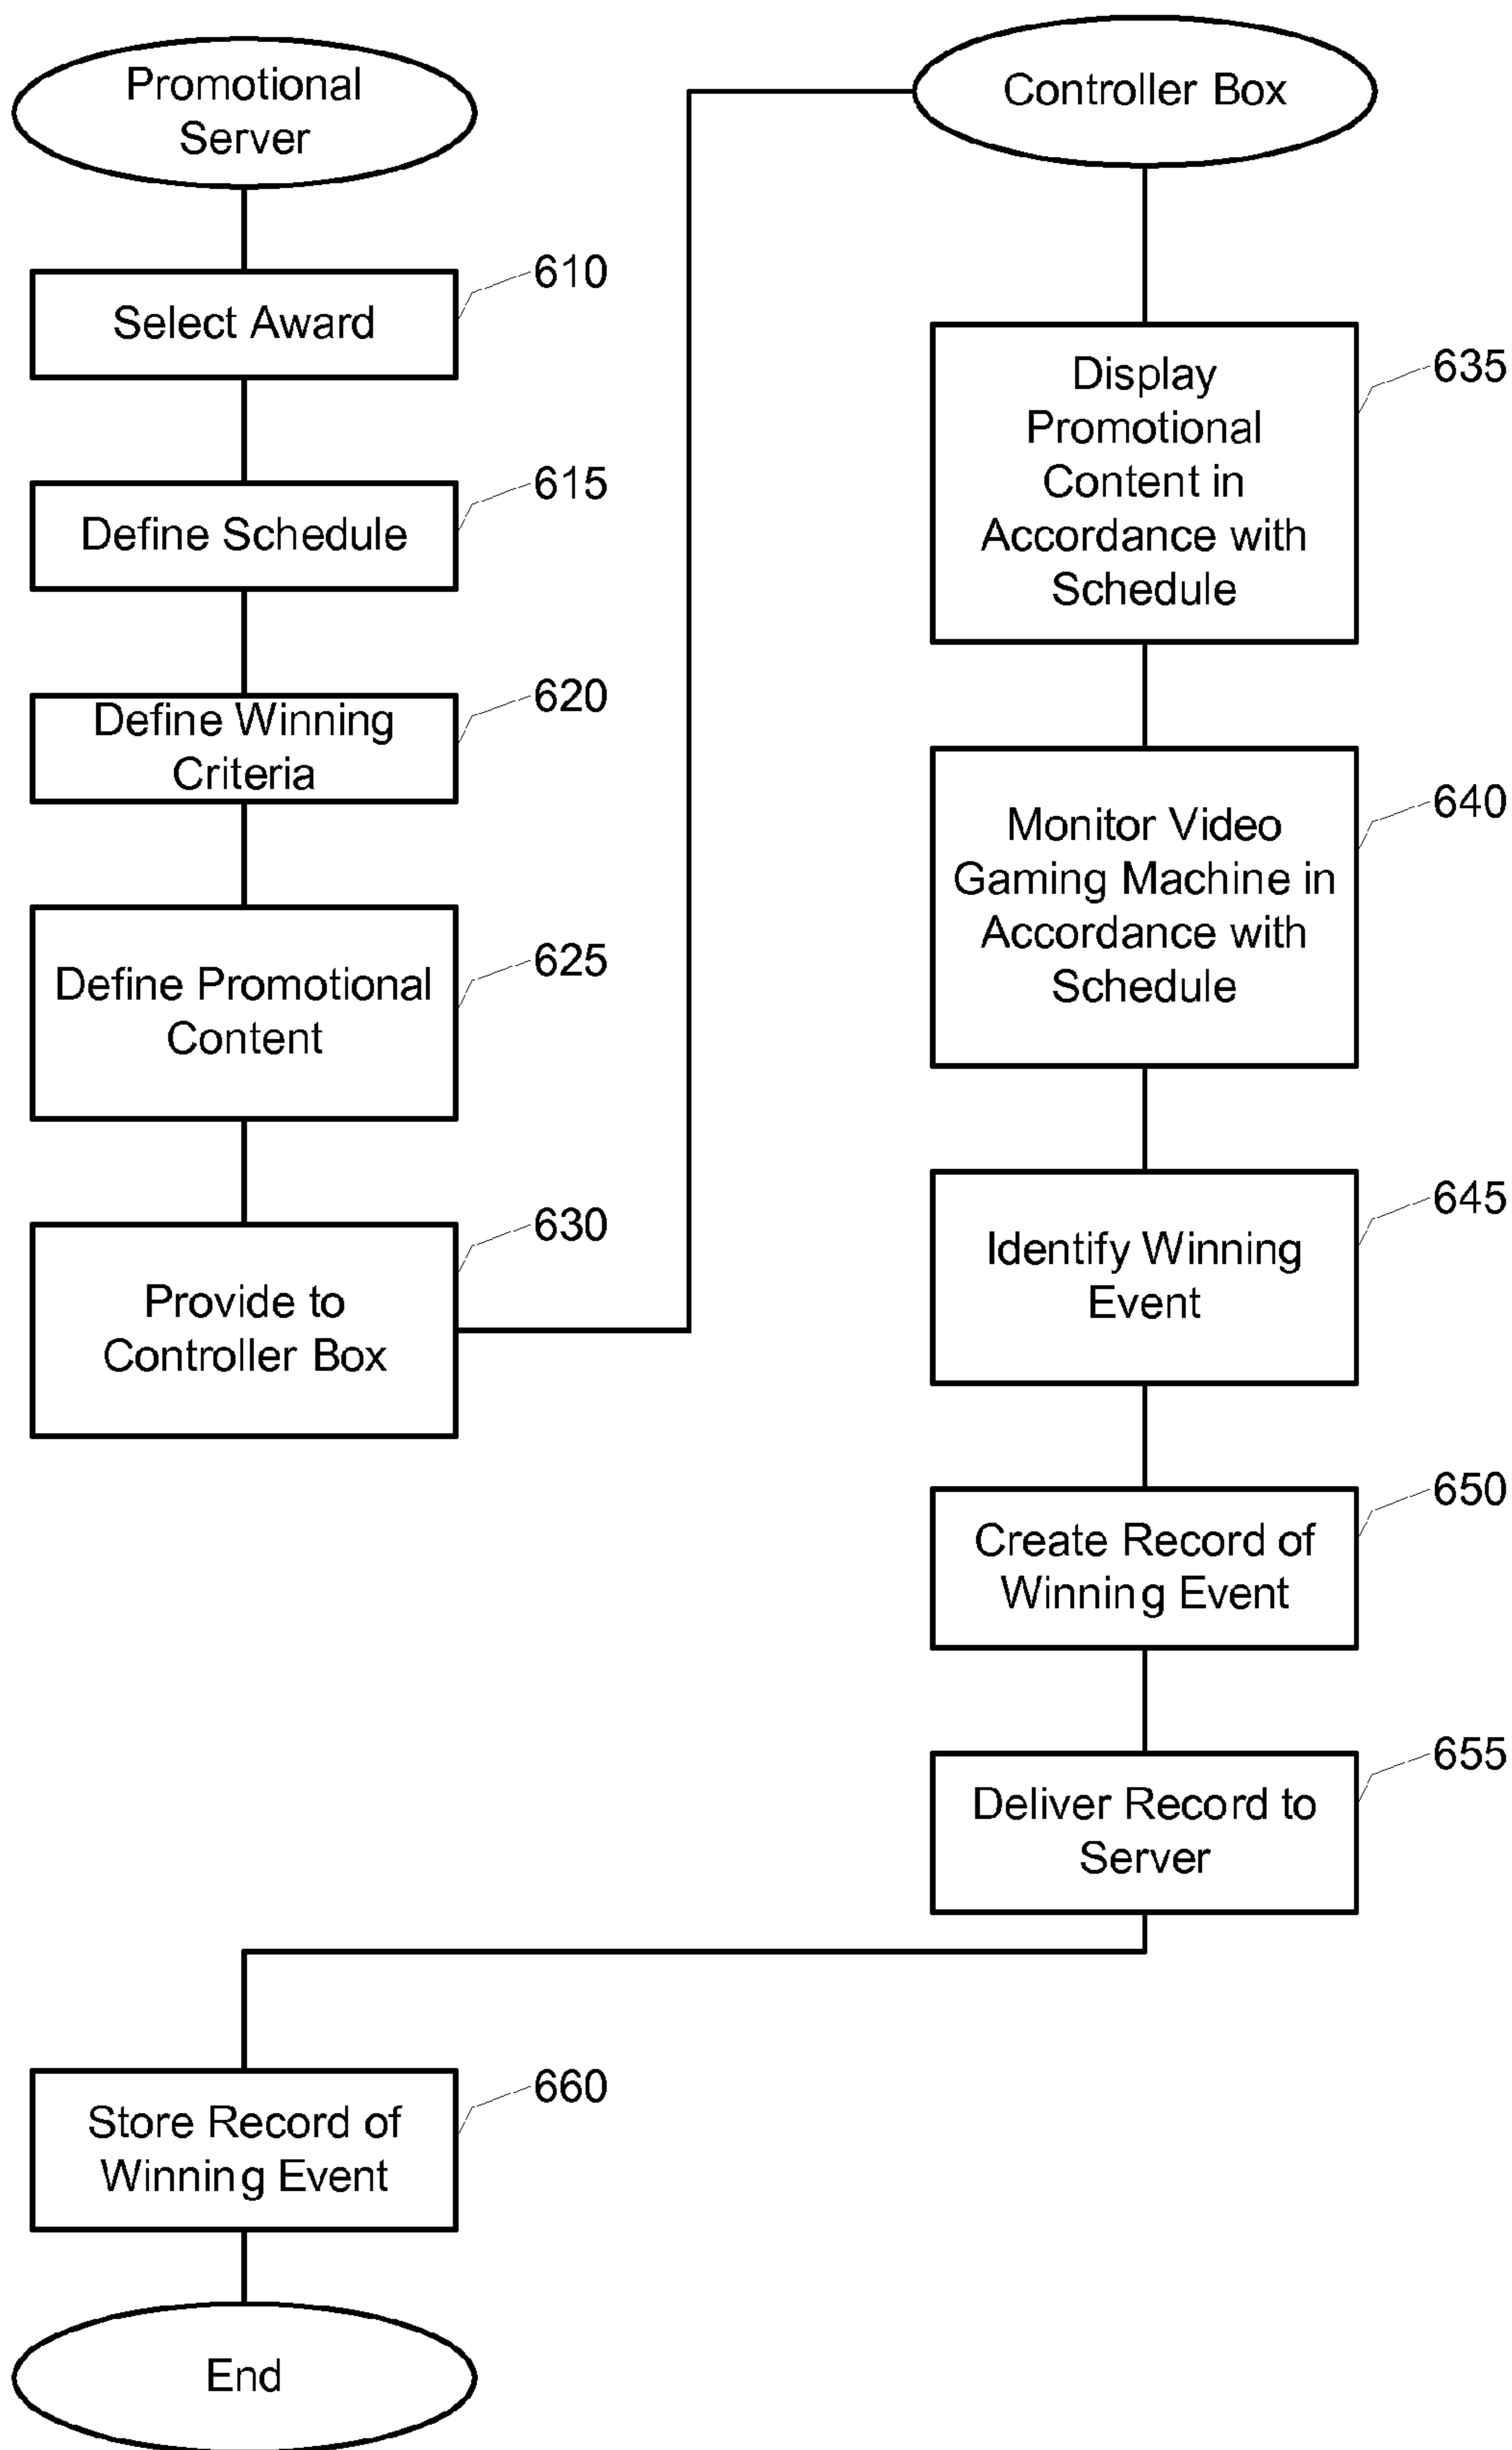 Promotional
Server
610
Select Award
615
Define Schedule
620
Define Winning
Criteria
625
Define Promotional
Content
630
Provide to
Controller Box
Controller Box
635
Display
Promotional
Content in
Accordance with
Schedule
640
Monitor Video
Gaming Machine in
Accordance with
Schedule
645
Identify Winning
Event
650
Create Record of
Winning Event
655
Deliver Record to
Server
660
Store Record of
Winning Event
End